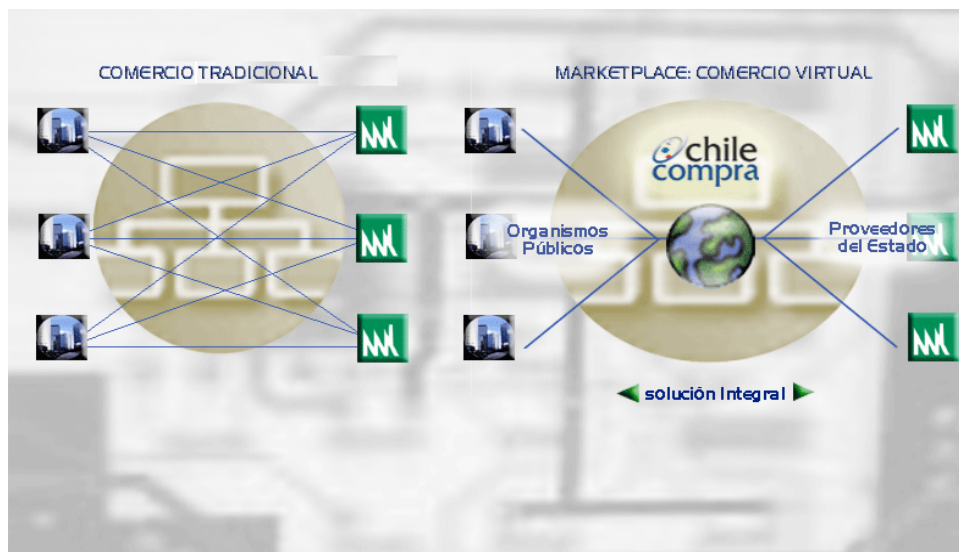 COMERCIO TRADICIONAL
MARKETPLACE: COMERCIO VIRTUAL
chile
compra
Organismos
Públicos
Proveedores
del Estado
solución Integral